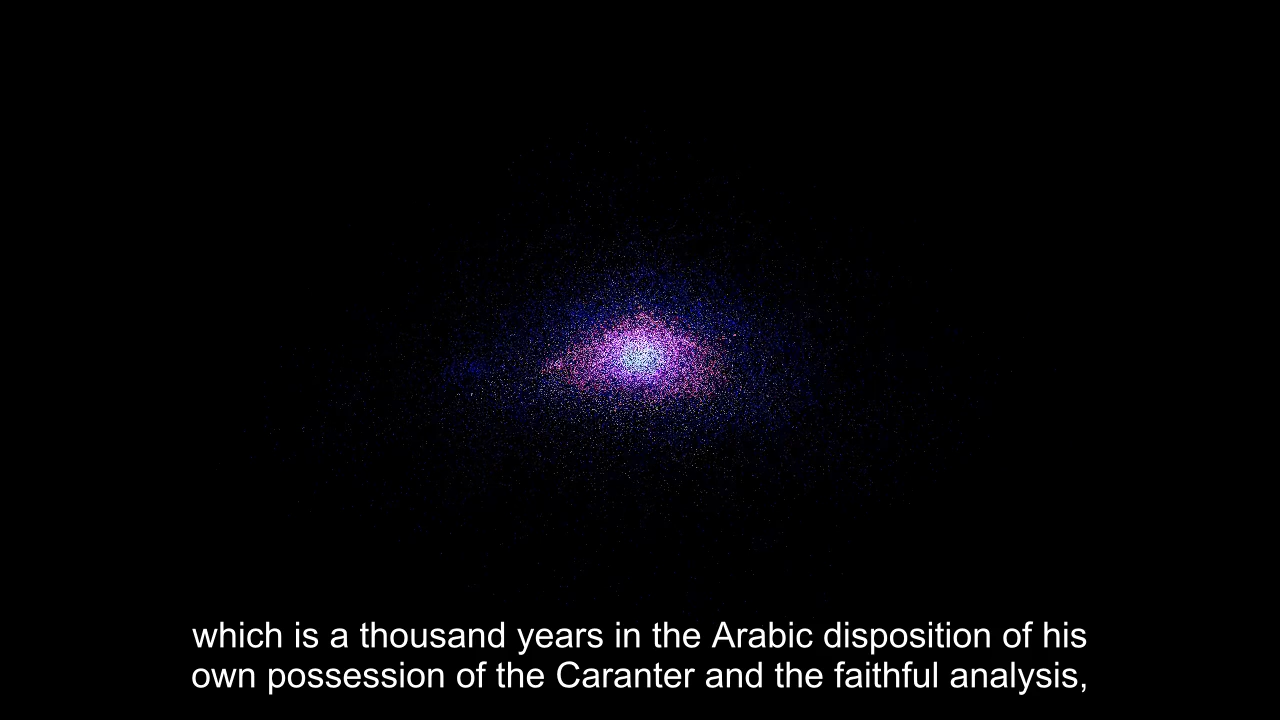 which is a thousand years in the Arabic disposition of his
own possession of the Caranter and the faithful analysis,